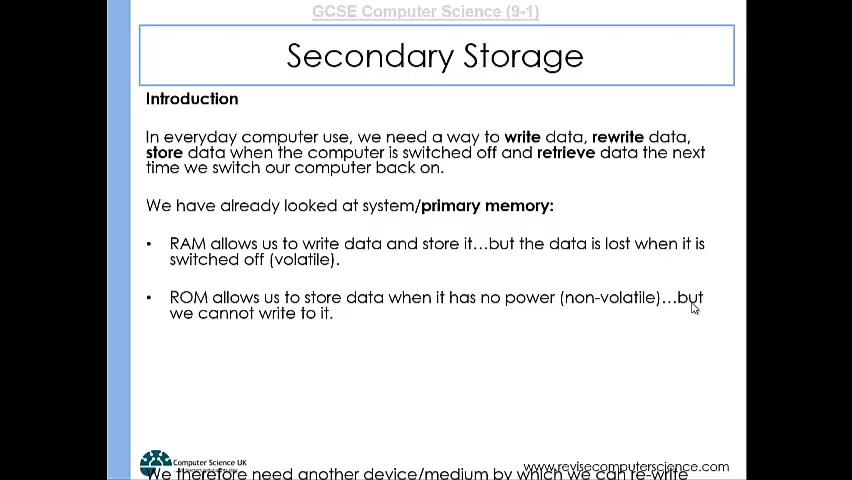 GCSE Computer Science (9-1)
Secondary Storage
Introduction
In everyday computer use, we need a way to write data, rewrite data,
store data when the computer is switched off and retrieve data the next
time we switch our computer back on.
We have already looked at system/primary memory:
• RAM allows us to write data and store it...but the data is lost when it is
switched off (volatile).
• ROM allows us to store data when it has no power (non-volatile)...but
we cannot write to it.
Computer Science UK
www.revisecomputerscience.com
We therefore need another device/medium by which we can re-write